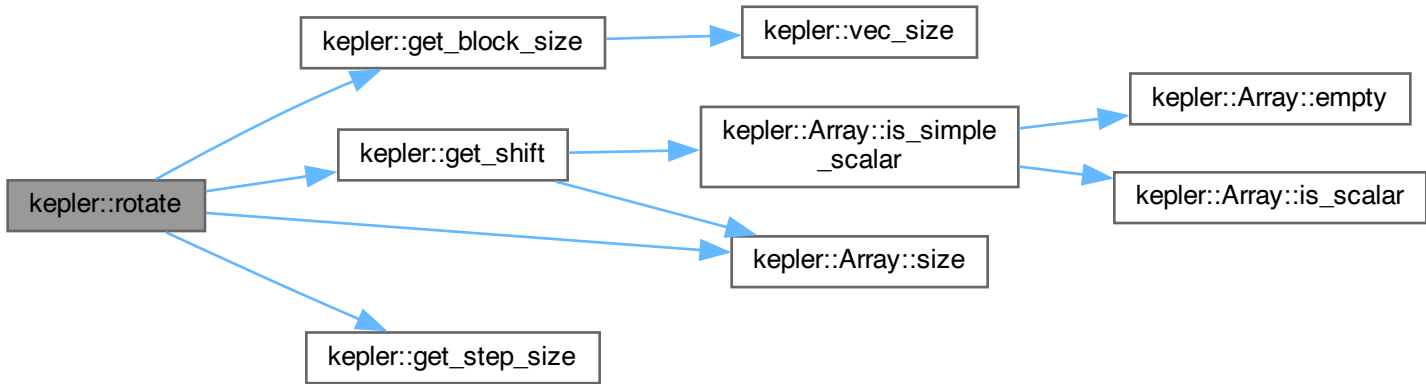 kepler::rotate
kepler::get_block_size
kepler::vec_size
kepler::get_shift
kepler::Array::is_simple
_scalar
kepler::Array::empty
kepler::Array::is_scalar
kepler::Array::size
kepler::get_step_size